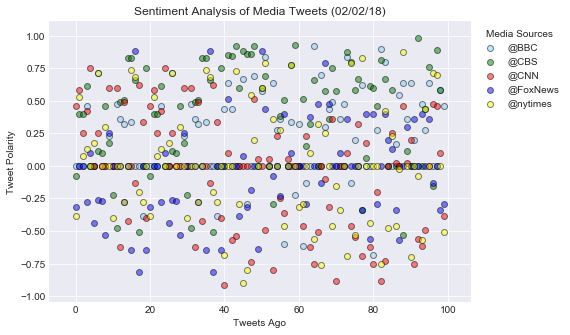 Sentiment Analysis of Media Tweets (02/02/18)
Media Sources
@BBC
@CBS
@CNN
@FoxNews
@nytimes
Tweet Polarity
1.00
0.75
0.50
0.25
0.00
−0.25
−0.50
−0.75
−1.00
0 20 40 60 80 100
Tweets Ago